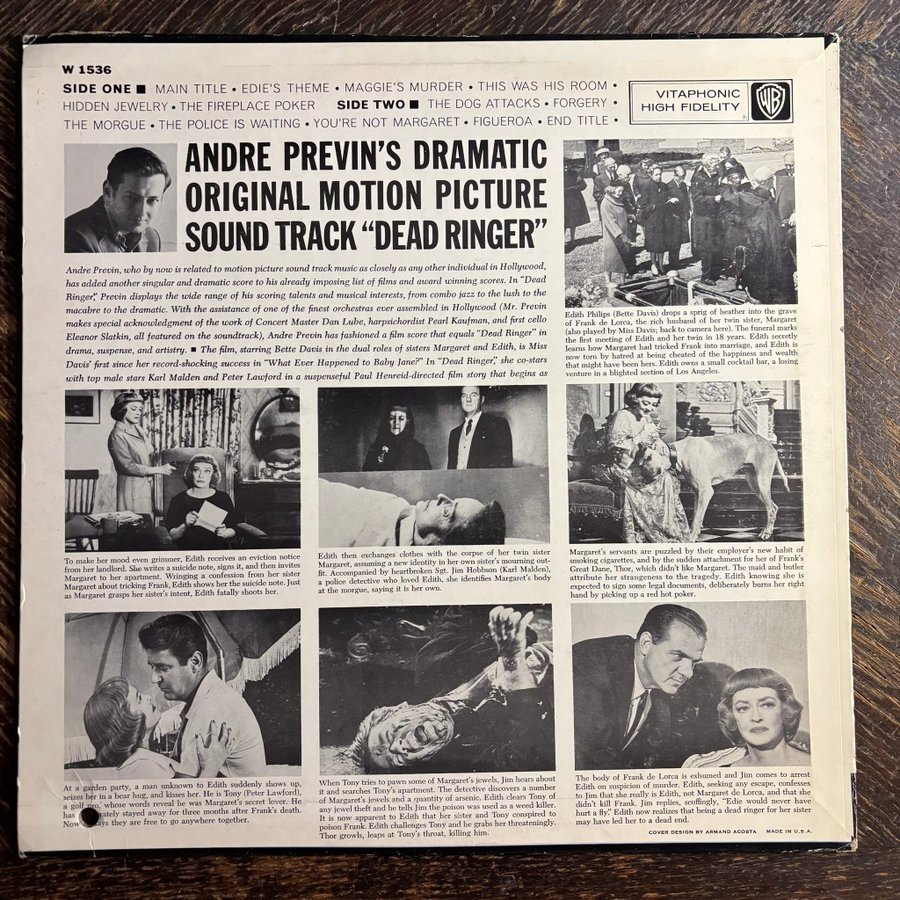 W 1536
SIDE ONE ■ MAIN TITLE • EDIE'S THEME • MAGGIE'S MURDER • THIS WAS HIS ROOM •
HIDDEN JEWELRY • THE FIREPLACE POKER SIDE TWO ■ THE DOG ATTACKS • FORGERY •
THE MORGUE • THE POLICE IS WAITING • YOU'RE NOT MARGARET • FIGUEROA • END TITLE •
VITAPHONIC
HIGH FIDELITY
WB
ANDRE PREVIN'S DRAMATIC
ORIGINAL MOTION PICTURE
SOUND TRACK "DEAD RINGER"
Andre Previn, who by now is related to motion picture sound track music as closely as any other individual in Hollywood,
has added another singular and dramatic score to his already imposing list of films and award winning scores. In "Dead
Ringer," Previn displays the wide range of his scoring talents and musical interests, from combo jazz to the lush to the
macabre to the dramatic. With the assistance of one of the finest orchestras ever assembled in Hollywood (Mr. Previn
makes special acknowledgment of the work of Concert Master Dan Lube, harpsichordist Pearl Kaufman, and first cello
Eleanor Slatkin, all featured on the soundtrack), Andre Previn has fashioned a film score that equals "Dead Ringer" in
drama, suspense, and artistry. ■ The film, starring Bette Davis in the dual roles of sisters Margaret and Edith, is Miss
Davis' first since her record-shocking success in "What Ever Happened to Baby Jane?" In "Dead Ringer," she co-stars
with top male stars Karl Malden and Peter Lawford in a suspenseful Paul Henreid-directed film story that begins as
Edith Philips (Bette Davis) drops a sprig of heather into the grave
of Frank de Lorca, the rich husband of her twin sister, Margaret
(also played by Miss Davis; back to camera here). The funeral marks
the first meeting of Edith and her twin in 18 years. Edith secretly
learns how Margaret had tricked Frank into marriage, and Edith is
now torn by hatred at being cheated of the happiness and wealth
that might have been hers. Edith owns a small cocktail bar, a losing
venture in a blighted section of Los Angeles.
To make her mood even grimmer, Edith receives an eviction notice
from her landlord. She writes a suicide note, signs it, and then invites
Margaret to her apartment. Wringing a confession from her sister
about tricking Frank, Edith shows her the suicide note. Just
as Margaret grasps her sister's intent, Edith fatally shoots her.
Edith then exchanges clothes with the corpse of her twin sister
Margaret, assuming a new identity in her own sister's mourning out-
fit. Accompanied by heartbroken Sgt. Jim Hobbson (Karl Malden),
a police detective who loved Edith, she identifies Margaret's body
at the morgue, saying it is her own.
Margaret's servants are puzzled by their employer's new habit of
smoking cigarettes, and by the sudden attachment for her of Frank's
Great Dane, Thor, which didn't like Margaret. The maid and butler
attribute her strangeness to the tragedy. Edith knowing she is
expected to sign some legal documents, deliberately burns her right
hand by picking up a red hot poker.
At a garden party, a man unknown to Edith suddenly shows up,
seizes her in a bear hug, and kisses her. He is Tony (Peter Lawford),
a golf pro, whose words reveal he was Margaret's secret lover. He
has stayed away for three months after Frank's death.
they are free to go anywhere together.
When Tony tries to pawn some of Margaret's jewels, Jim hears about
it and searches Tony's apartment. The detective discovers a number
of Margaret's jewels and a quantity of arsenic. Edith clears Tony of
any jewel theft and he tells Jim the poison was used as a weed killer.
It is now apparent to Edith that her sister and Tony conspired to
poison Frank. Edith challenges Tony and he grabs her threateningly.
Thor growls, leaps at Tony's throat, killing him.
The body of Frank de Lorca is exhumed and Jim comes to arrest
Edith on suspicion of murder. Edith, seeking any escape, confesses
to Jim that she really is Edith, not Margaret de Lorca, and that she
didn't kill Frank. Jim replies, scoffingly, "Edie would never have
hurt a fly." Edith now realizes that being a dead ringer for her sister
may have led her to a dead end.
COVER DESIGN BY ARMAND ACOSTA MADE IN U.S.A.